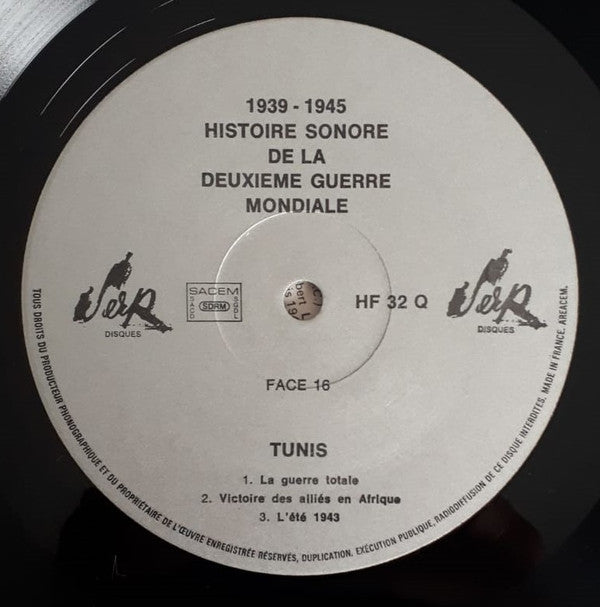 1939 - 1945
HISTOIRE SONORE
DE LA
DEUXIEME GUERRE
MONDIALE
SERP
DISQUES
SACEM
SACD
SDRM
SGDL
HF 32 Q
SERP
DISQUES
FACE 16
TUNIS
1. La guerre totale
2. Victoire des alliés en Afrique
3. L'été 1943
TOUS DROITS DU PRODUCTEUR PHONOGRAPHIQUE ET DU PROPRIÉTAIRE DE L'ŒUVRE ENREGISTRÉE RÉSERVÉS, DUPLICATION, EXÉCUTION PUBLIQUE, RADIODIFFUSION DE CE DISQUE INTERDITES. MADE IN FRANCE. AREACEM.